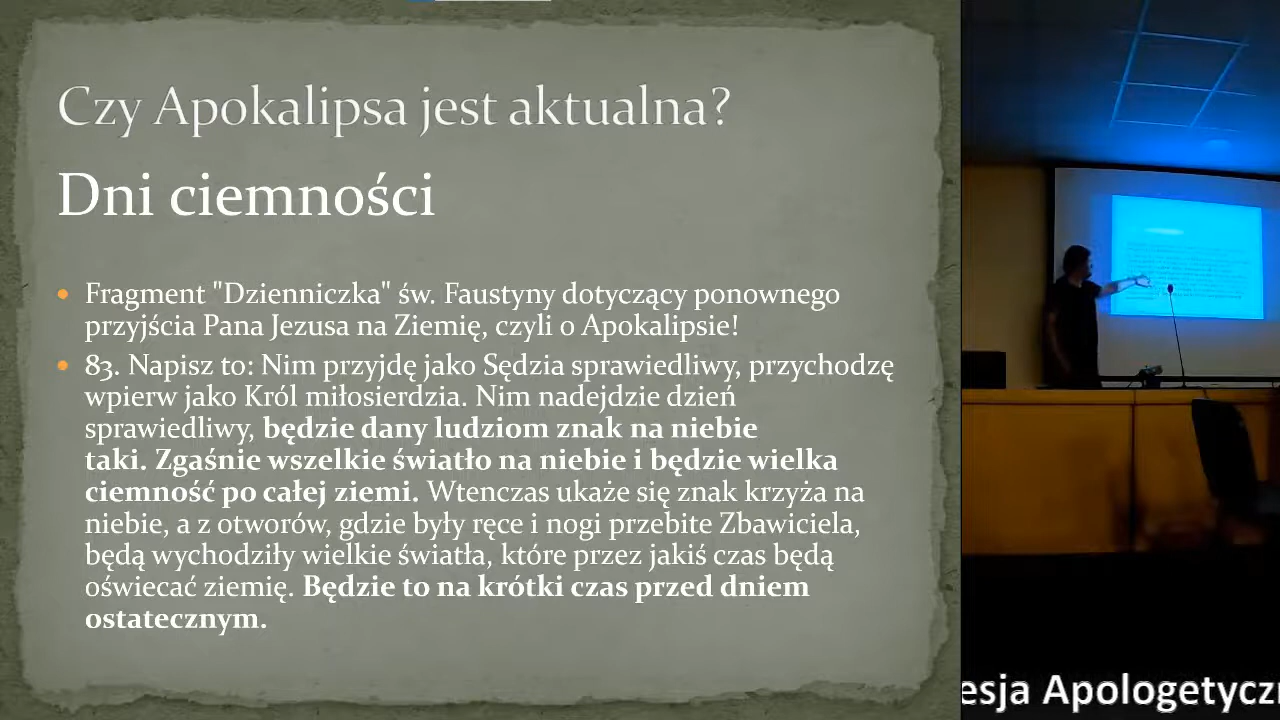 Czy Apokalipsa jest aktualna?
Dni ciemności
• Fragment "Dzienniczka" św. Faustyny dotyczący ponownego
przyjścia Pana Jezusa na Ziemię, czyli o Apokalipsie!
• 83. Napisz to: Nim przyjdę jako Sędzia sprawiedliwy, przychodzę
wpierw jako Król miłosierdzia. Nim nadejdzie dzień
sprawiedliwy, będzie dany ludziom znak na niebie
taki. Zgaśnie wszelkie światło na niebie i będzie wielka
ciemność po całej ziemi. Wtenczas ukaże się znak krzyża na
niebie, a z otworów, gdzie były ręce i nogi przebite Zbawiciela,
będą wychodziły wielkie światła, które przez jakiś czas będą
oświecać ziemię. Będzie to na krótki czas przed dniem
ostatecznym.
esja Apologetyczn